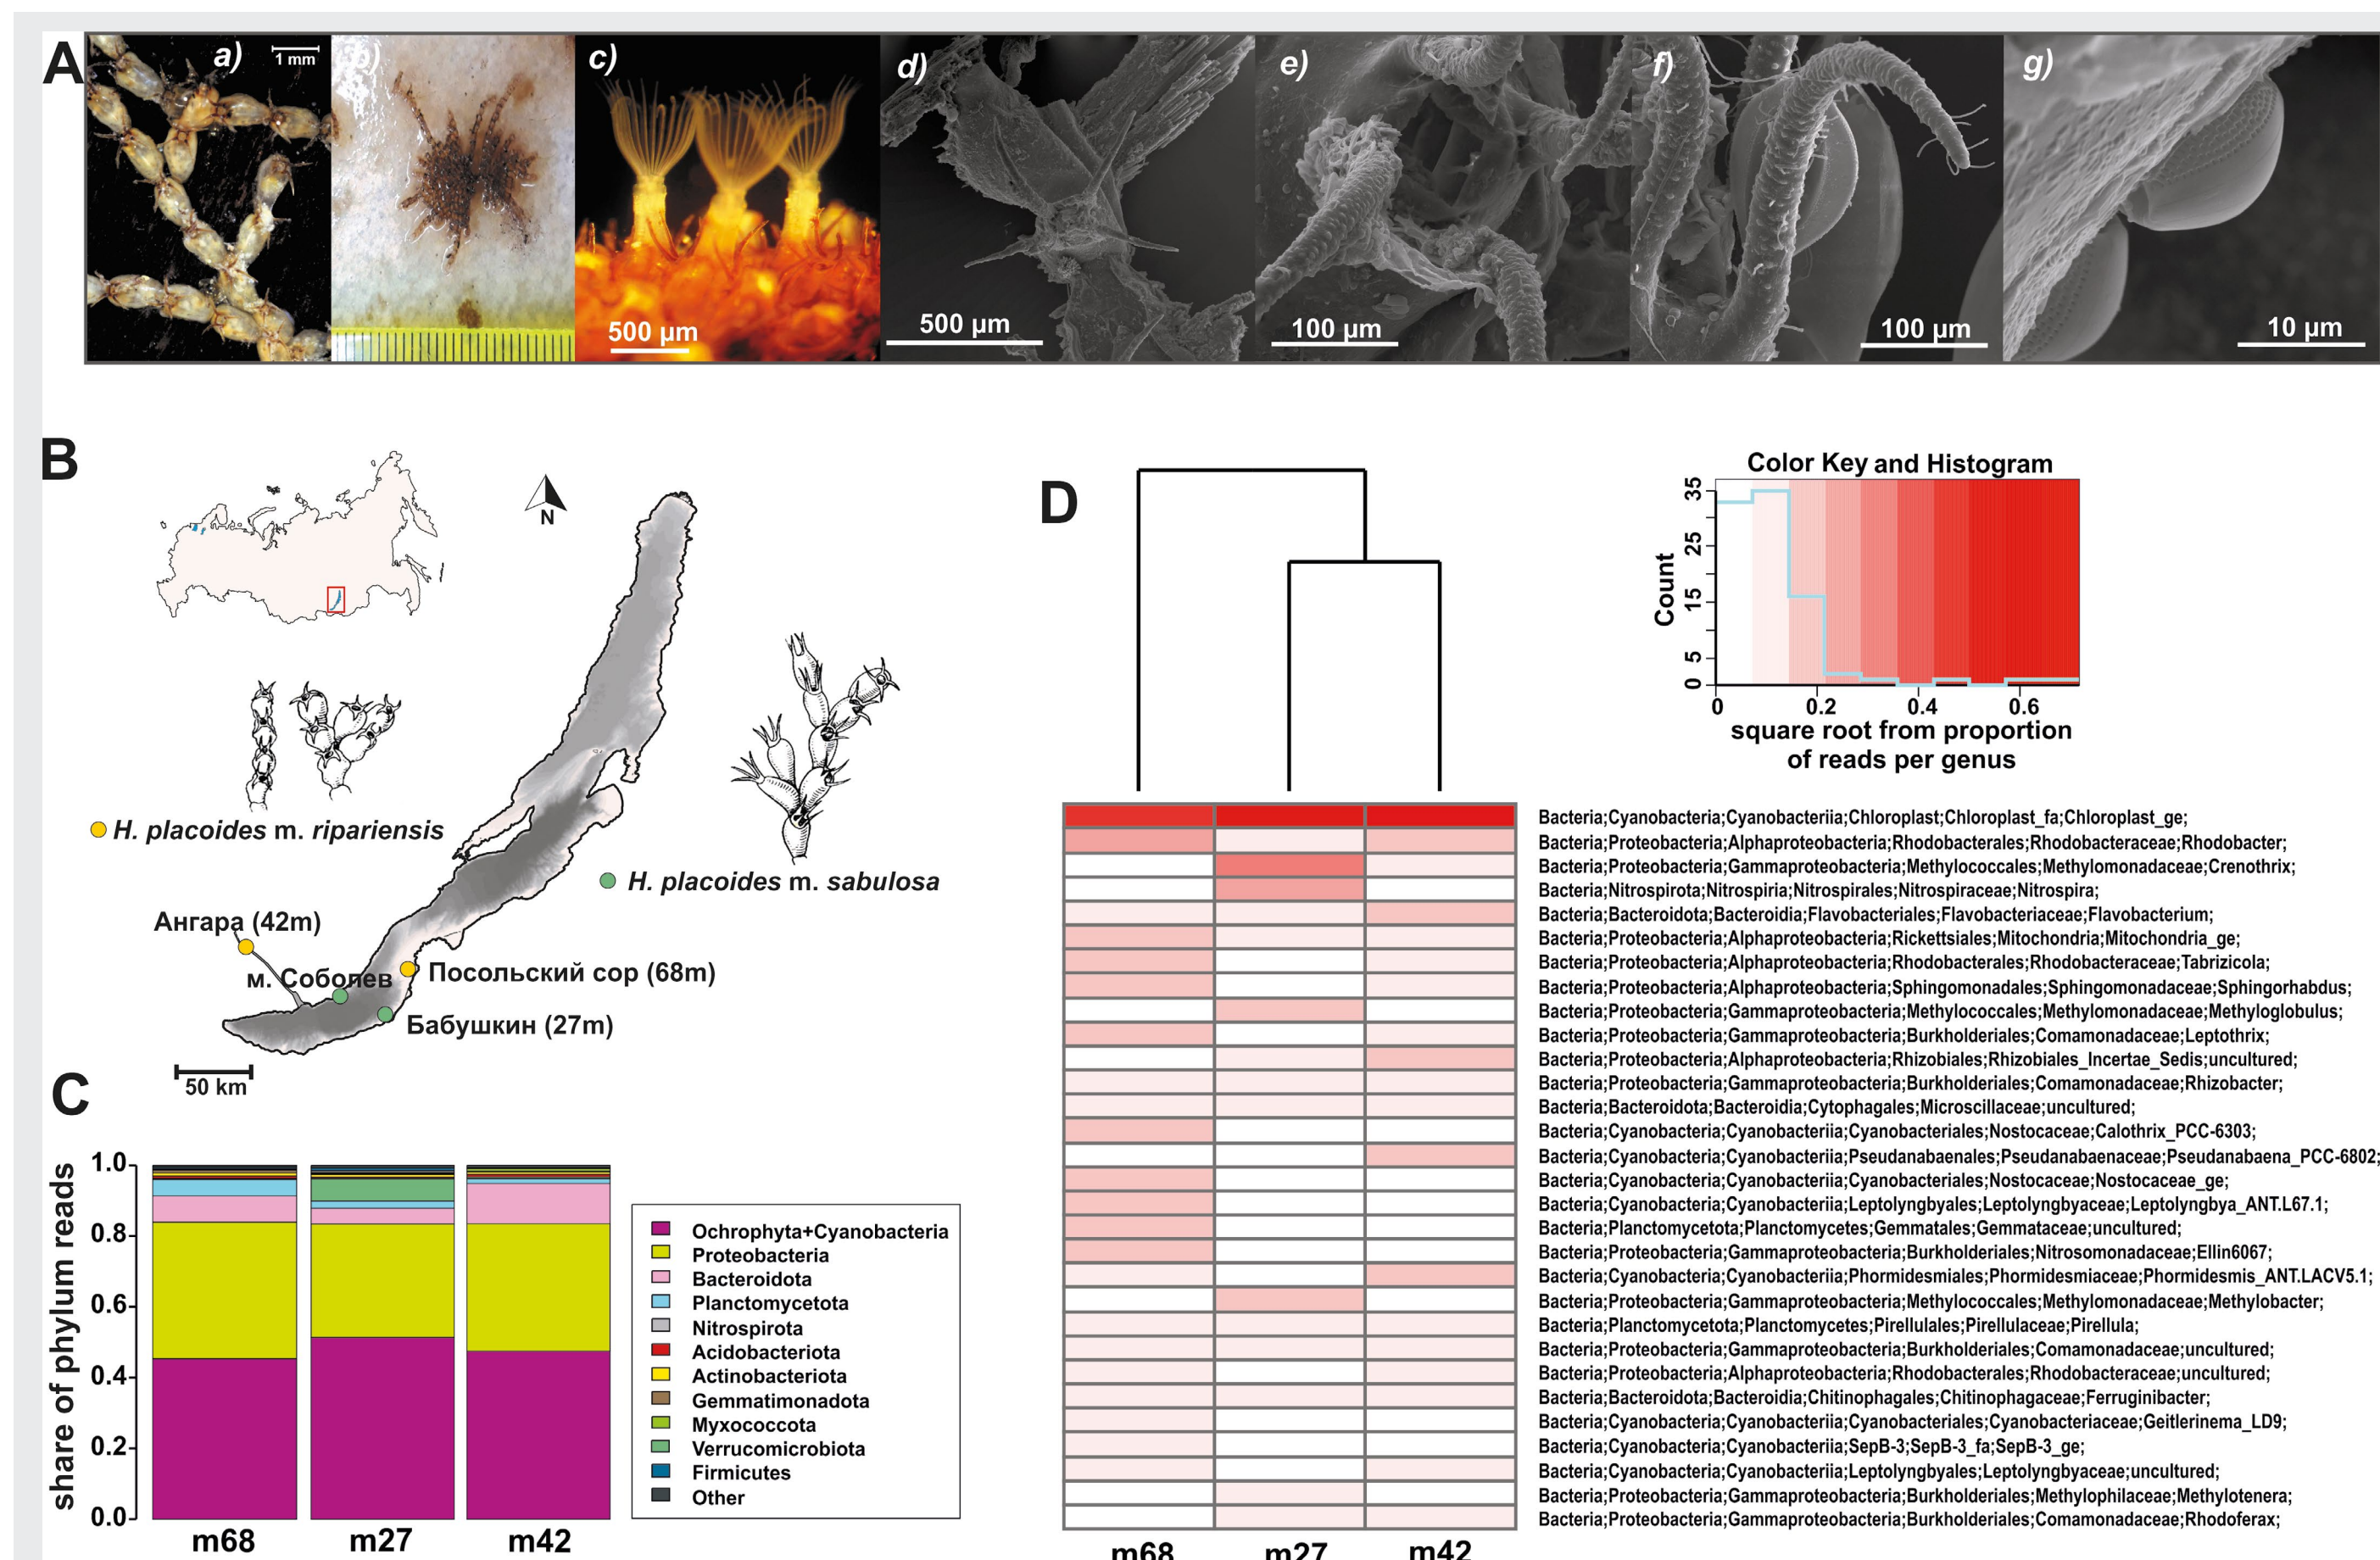 A
a)
1 mm
b)
c)
500 µm
d)
500 µm
e)
100 µm
f)
100 µm
g)
10 µm
B
N
H. placoides m. ripariensis
H. placoides m. sabulosa
Ангара (42m)
м. Соболев
Посольский сор (68m)
Бабушкин (27m)
50 km
C
share of phylum reads
1.0
0.8
0.6
0.4
0.2
0.0
m68
m27
m42
Ochrophyta+Cyanobacteria
Proteobacteria
Bacteroidota
Planctomycetota
Nitrospirota
Acidobacteriota
Actinobacteriota
Gemmatimonadota
Myxococcota
Verrucomicrobiota
Firmicutes
Other
D
Color Key and Histogram
Count
35
25
15
5
0
0
0.2
0.4
0.6
square root from proportion
of reads per genus
Bacteria;Cyanobacteria;Cyanobacteriia;Chloroplast;Chloroplast_fa;Chloroplast_ge;
Bacteria;Proteobacteria;Alphaproteobacteria;Rhodobacterales;Rhodobacteraceae;Rhodobacter;
Bacteria;Proteobacteria;Gammaproteobacteria;Methylococcales;Methylomonadaceae;Crenothrix;
Bacteria;Nitrospirota;Nitrospiria;Nitrospirales;Nitrospiraceae;Nitrospira;
Bacteria;Bacteroidota;Bacteroidia;Flavobacteriales;Flavobacteriaceae;Flavobacterium;
Bacteria;Proteobacteria;Alphaproteobacteria;Rickettsiales;Mitochondria;Mitochondria_ge;
Bacteria;Proteobacteria;Alphaproteobacteria;Rhodobacterales;Rhodobacteraceae;Tabrizicola;
Bacteria;Proteobacteria;Alphaproteobacteria;Sphingomonadales;Sphingomonadaceae;Sphingorhabdus;
Bacteria;Proteobacteria;Gammaproteobacteria;Methylococcales;Methylomonadaceae;Methyloglobulus;
Bacteria;Proteobacteria;Gammaproteobacteria;Burkholderiales;Comamonadaceae;Leptothrix;
Bacteria;Proteobacteria;Alphaproteobacteria;Rhizobiales;Rhizobiales_Incertae_Sedis;uncultured;
Bacteria;Proteobacteria;Gammaproteobacteria;Burkholderiales;Comamonadaceae;Rhizobacter;
Bacteria;Bacteroidota;Bacteroidia;Cytophagales;Microscillaceae;uncultured;
Bacteria;Cyanobacteria;Cyanobacteriia;Cyanobacteriales;Nostocaceae;Calothrix_PCC-6303;
Bacteria;Cyanobacteria;Cyanobacteriia;Pseudanabaenales;Pseudanabaenaceae;Pseudanabaena_PCC-6802;
Bacteria;Cyanobacteria;Cyanobacteriia;Cyanobacteriales;Nostocaceae;Nostocaceae_ge;
Bacteria;Cyanobacteria;Cyanobacteriia;Leptolyngbyales;Leptolyngbyaceae;Leptolyngbya_ANT.L67.1;
Bacteria;Planctomycetota;Planctomycetes;Gemmatales;Gemmataceae;uncultured;
Bacteria;Proteobacteria;Gammaproteobacteria;Burkholderiales;Nitrosomonadaceae;Ellin6067;
Bacteria;Cyanobacteria;Cyanobacteriia;Phormidesmiales;Phormidesmiaceae;Phormidesmis_ANT.LACV5.1;
Bacteria;Proteobacteria;Gammaproteobacteria;Methylococcales;Methylomonadaceae;Methylobacter;
Bacteria;Planctomycetota;Planctomycetes;Pirellulales;Pirellulaceae;Pirellula;
Bacteria;Proteobacteria;Gammaproteobacteria;Burkholderiales;Comamonadaceae;uncultured;
Bacteria;Proteobacteria;Alphaproteobacteria;Rhodobacterales;Rhodobacteraceae;uncultured;
Bacteria;Bacteroidota;Bacteroidia;Chitinophagales;Chitinophagaceae;Ferruginibacter;
Bacteria;Cyanobacteria;Cyanobacteriia;Cyanobacteriales;Cyanobacteriaceae;Geitlerinema_LD9;
Bacteria;Cyanobacteria;Cyanobacteriia;SepB-3;SepB-3_fa;SepB-3_ge;
Bacteria;Cyanobacteria;Cyanobacteriia;Leptolyngbyales;Leptolyngbyaceae;uncultured;
Bacteria;Proteobacteria;Gammaproteobacteria;Burkholderiales;Methylophilaceae;Methylotenera;
Bacteria;Proteobacteria;Gammaproteobacteria;Burkholderiales;Comamonadaceae;Rhodoferax;
m68
m27
m42